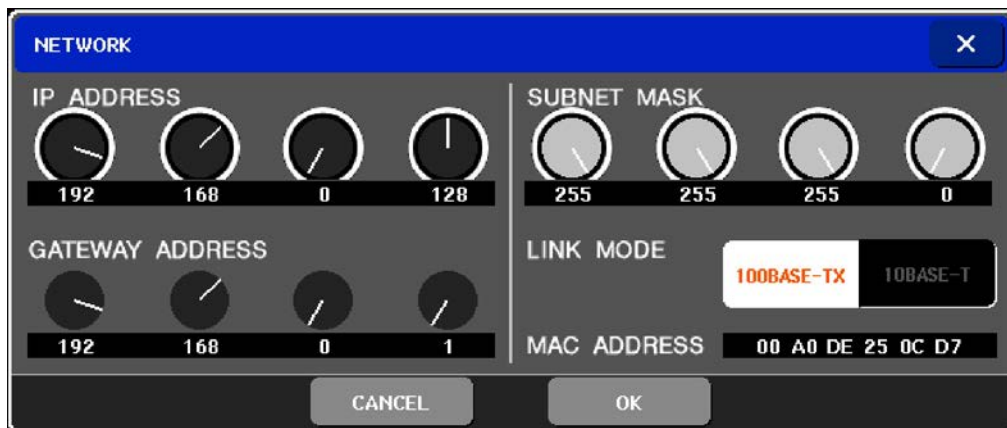 NETWORK
IP ADDRESS
192 168 0 128
GATEWAY ADDRESS
192 168 0 1
SUBNET MASK
255 255 255 0
LINK MODE
100BASE-TX 10BASE-T
MAC ADDRESS 00 A0 DE 25 0C D7
CANCEL OK